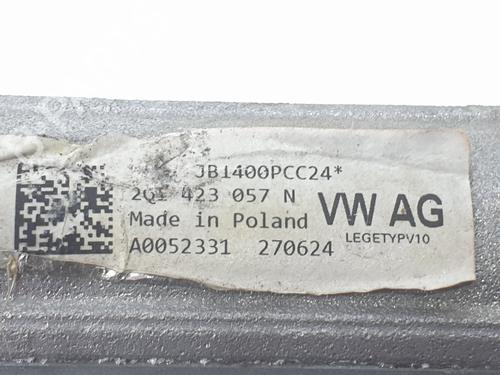 JB1400PCC24*
2Q1 423 057 N
Made in Poland
A0052331 270624
VW AG
LEGETYPV10